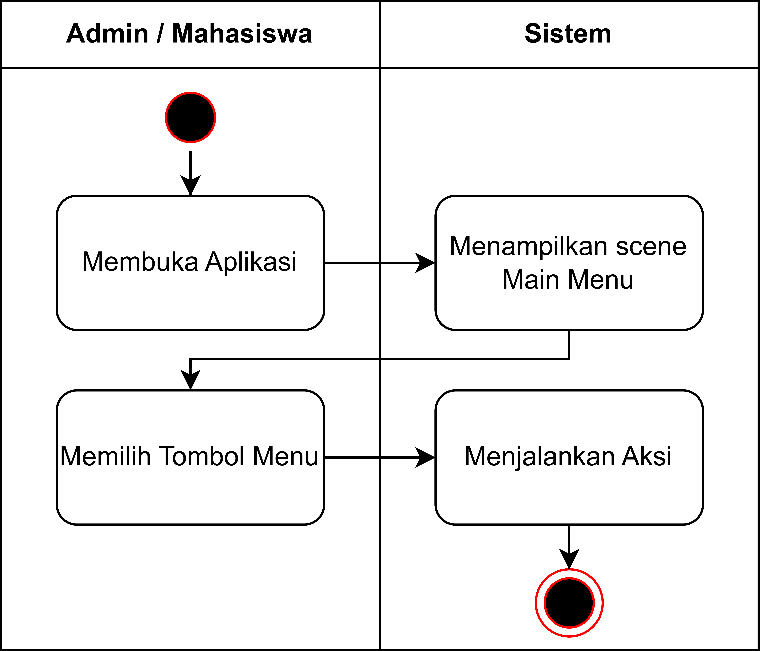 Admin / Mahasiswa
Sistem
Membuka Aplikasi
Menampilkan scene
Main Menu
Memilih Tombol Menu
Menjalankan Aksi